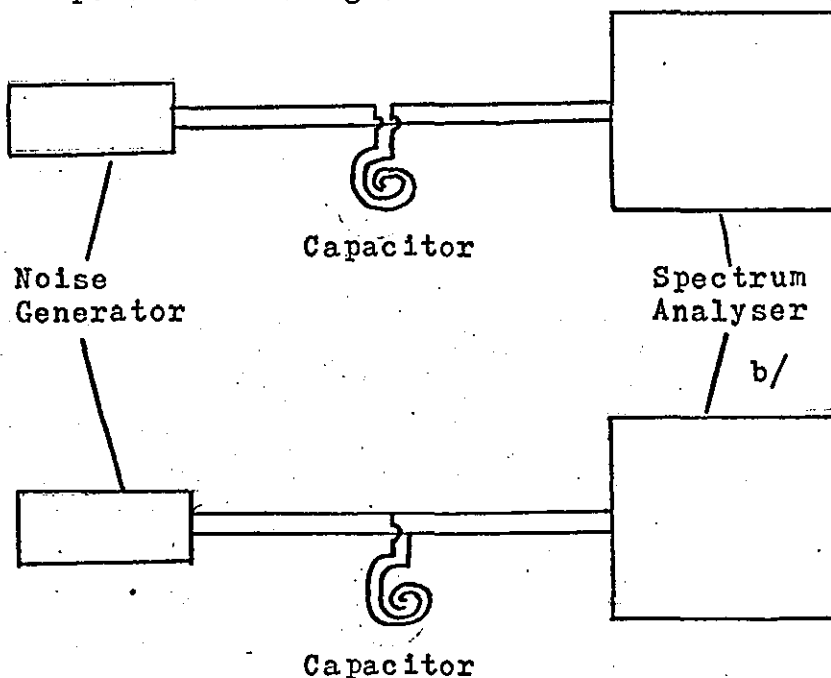 Capacitor
Noise
Generator
Spectrum
Analyser
b/
Capacitor